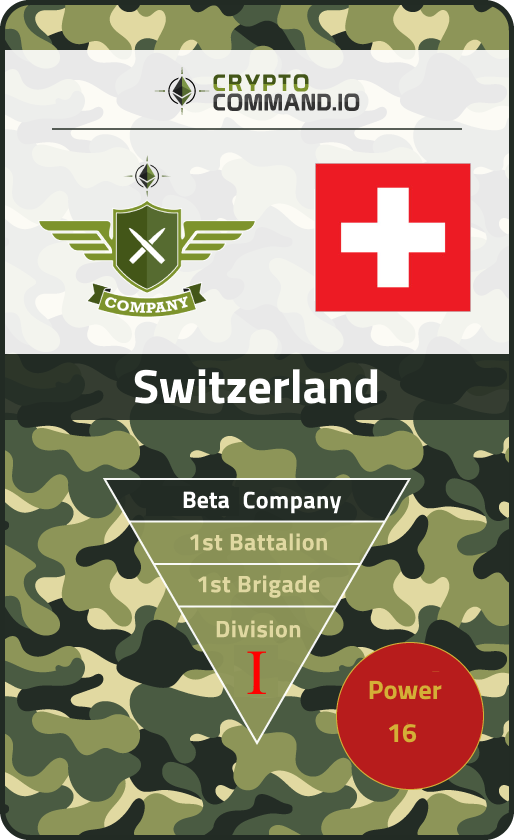 CRYPTO
COMMAND.IO
COMPANY
Switzerland
Beta Company
1st Battalion
1st Brigade
Division
I
Power
16